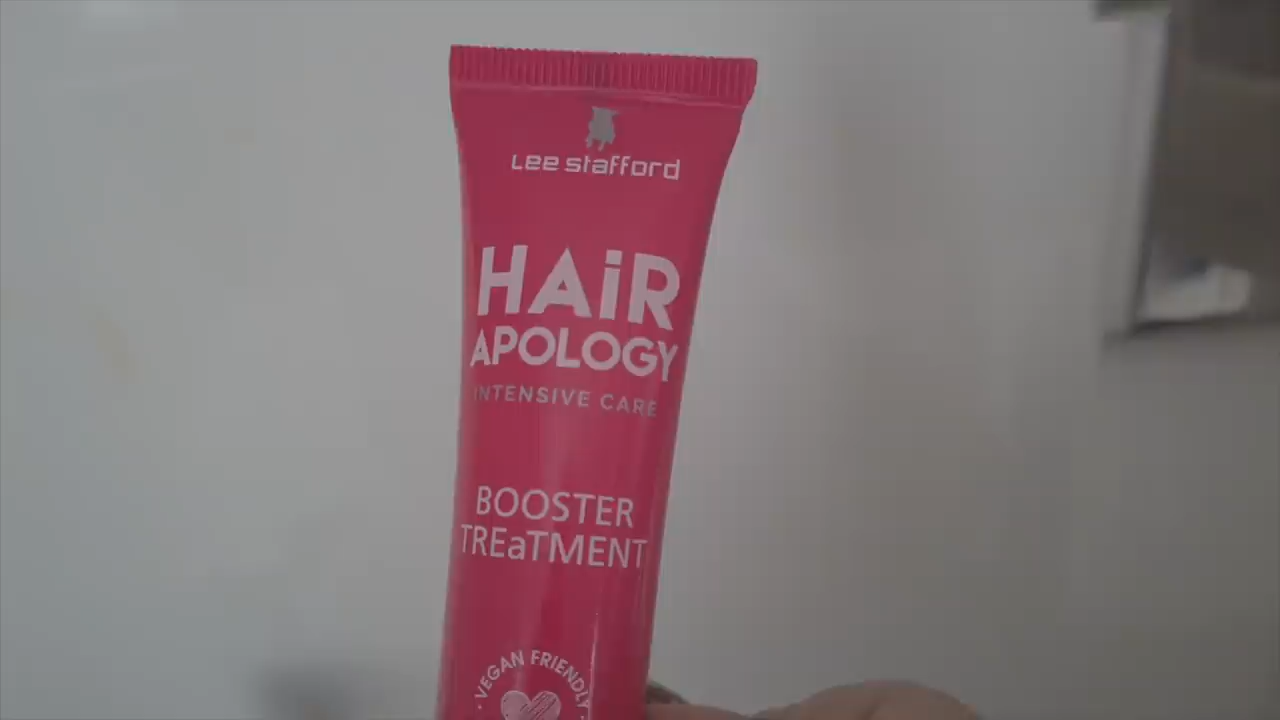 Lee stafford
HAiR
APOLOGY
INTENSIVE CARE
BOOSTER
TREaTMENT
· VEGAN FRIENDLY ·